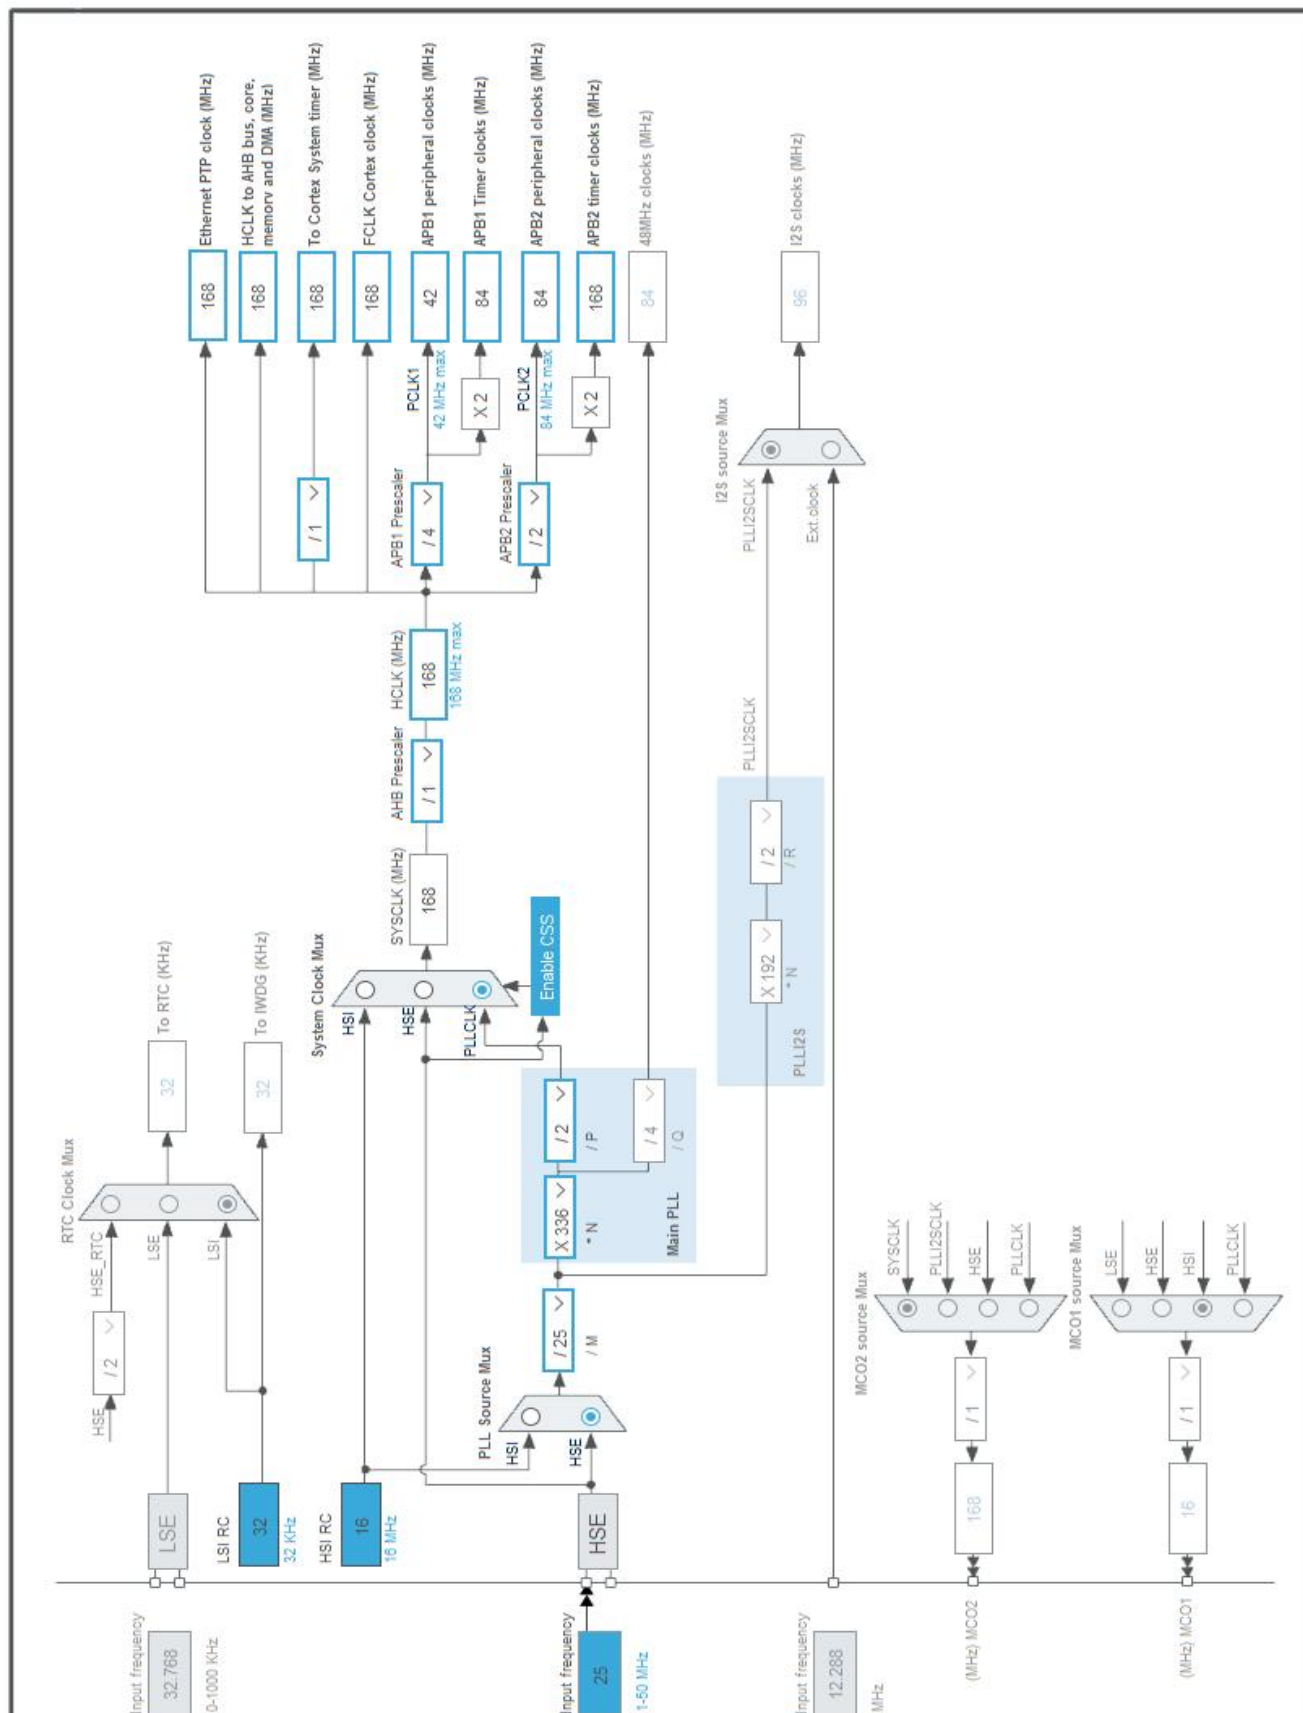 Input frequency
32.768
0-1000 KHz
LSE
HSE
/ 2
HSE_RTC
LSE
LSI
RTC Clock Mux
32
To RTC (KHz)
LSI RC
32
32 KHz
32
To IWDG (KHz)
HSI RC
16
16 MHz
Input frequency
25
1-50 MHz
HSE
PLL Source Mux
HSI
HSE
/ 25
/ M
X 336
* N
/ 2
/ P
/ 4
/ Q
Main PLL
System Clock Mux
HSI
HSE
PLLCLK
Enable CSS
SYSCLK (MHz)
168
AHB Prescaler
/ 1
HCLK (MHz)
168
168 MHz max
168
Ethernet PTP clock (MHz)
168
HCLK to AHB bus, core,
memory and DMA (MHz)
/ 1
168
To Cortex System timer (MHz)
168
FCLK Cortex clock (MHz)
APB1 Prescaler
/ 4
PCLK1
42 MHz max
42
APB1 peripheral clocks (MHz)
X 2
84
APB1 Timer clocks (MHz)
APB2 Prescaler
/ 2
PCLK2
84 MHz max
84
APB2 peripheral clocks (MHz)
X 2
168
APB2 timer clocks (MHz)
84
48MHz clocks (MHz)
PLLI2S
X 192
* N
/ 2
/ R
PLLI2SCLK
I2S source Mux
PLLI2SCLK
Ext.clock
96
I2S clocks (MHz)
Input frequency
12.288
MHz
(MHz) MCO2
168
/ 1
MCO2 source Mux
SYSCLK
PLLI2SCLK
HSE
PLLCLK
(MHz) MCO1
16
/ 1
MCO1 source Mux
LSE
HSE
HSI
PLLCLK